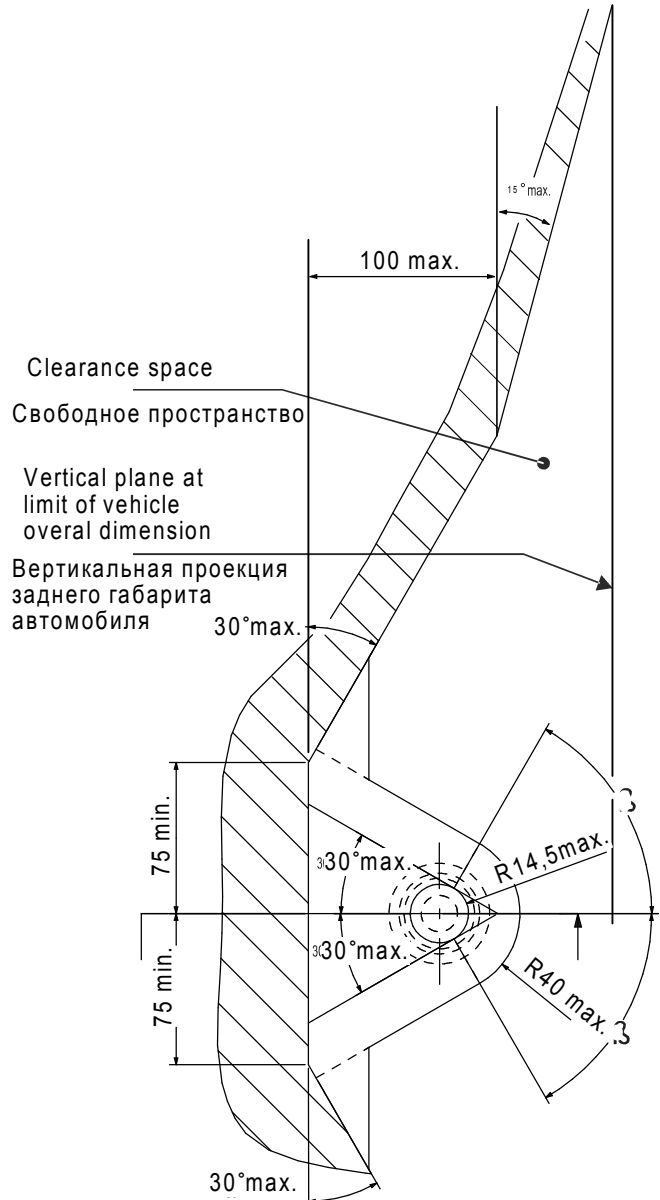 15° max.
100 max.
Clearance space
Свободное пространство
Vertical plane at
limit of vehicle
overal dimension
Вертикальная проекция
заднего габарита
автомобиля
30°max.
75 min.
30°max.
R14,5max.
30°max.
75 min.
R40 max.
30°max.